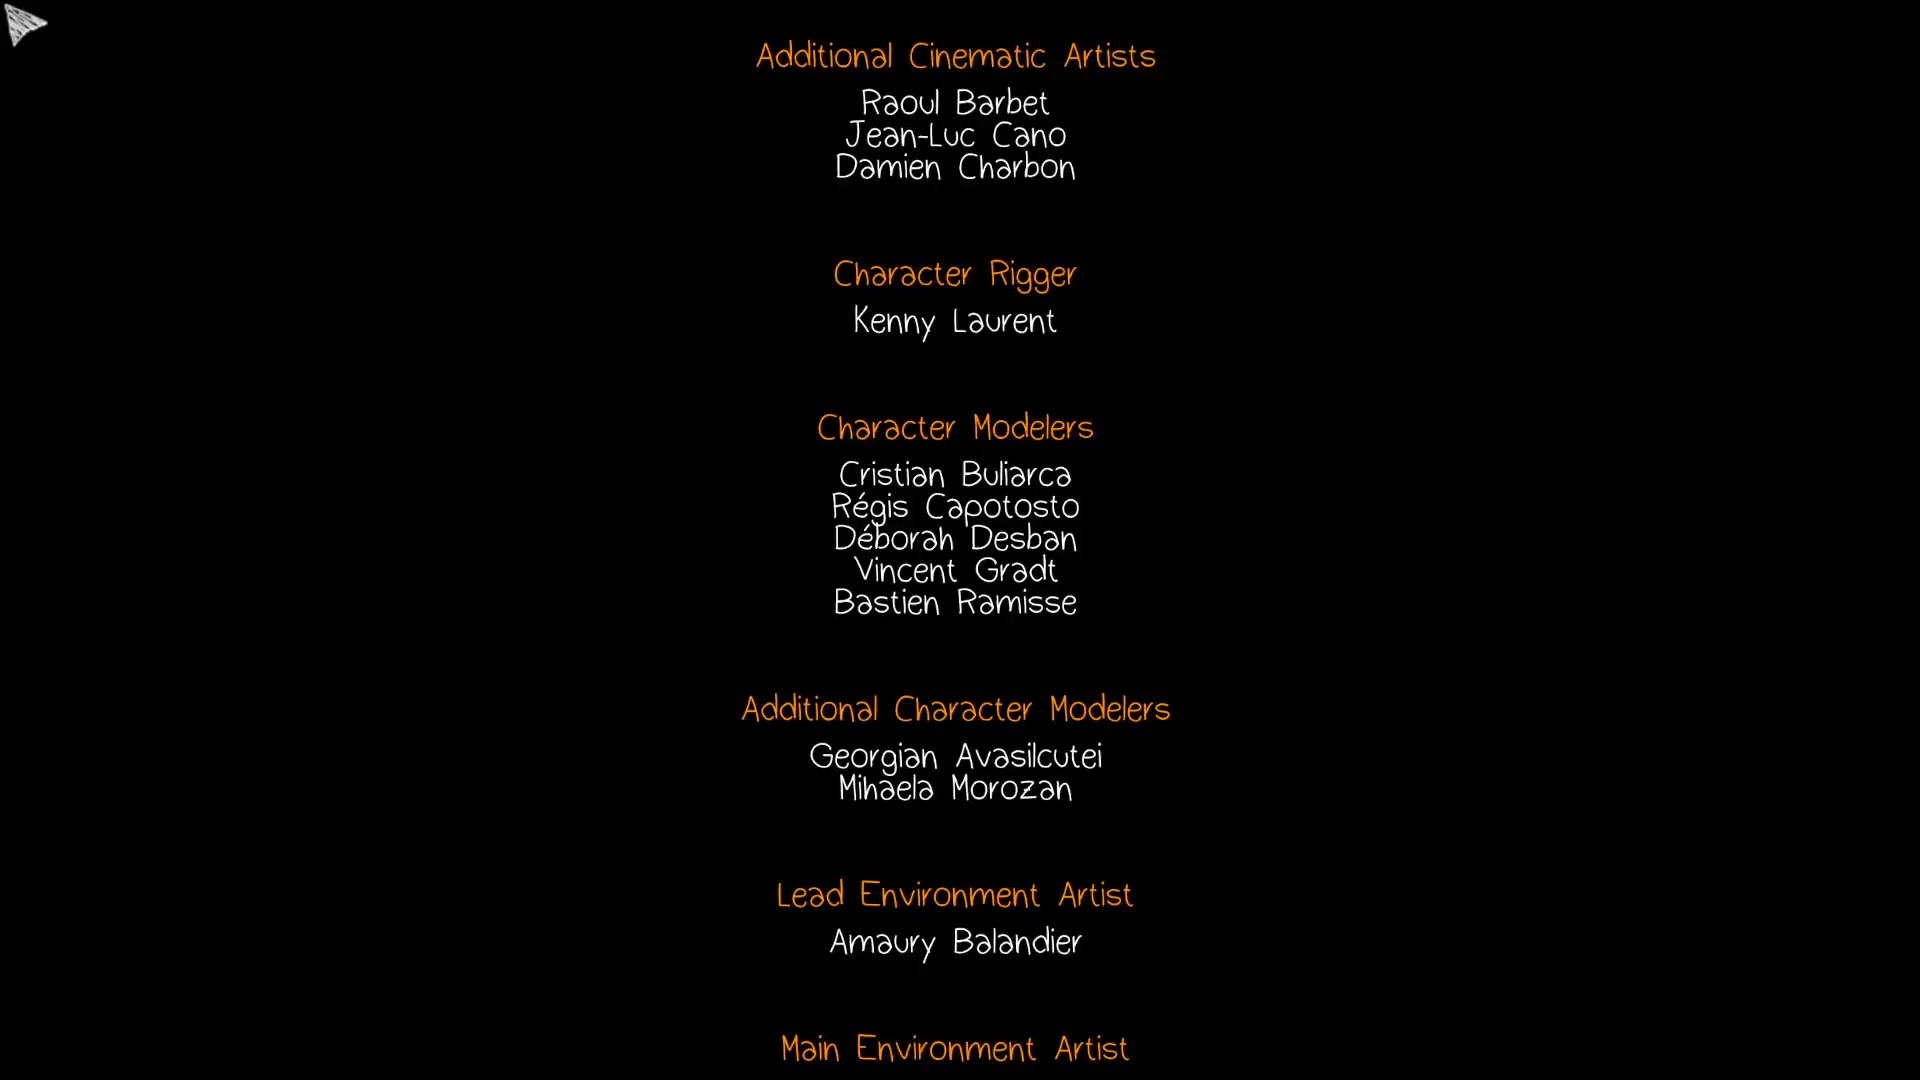 Additional Cinematic Artists
Raoul Barbet
Jean-Luc Cano
Damien Charbon
Character Rigger
Kenny Laurent
Character Modelers
Cristian Buliarca
Régis Capotosto
Déborah Desban
Vincent Gradt
Bastien Ramisse
Additional Character Modelers
Georgian Avasilcutei
Mihaela Morozan
Lead Environment Artist
Amaury Balandier
Main Environment Artist